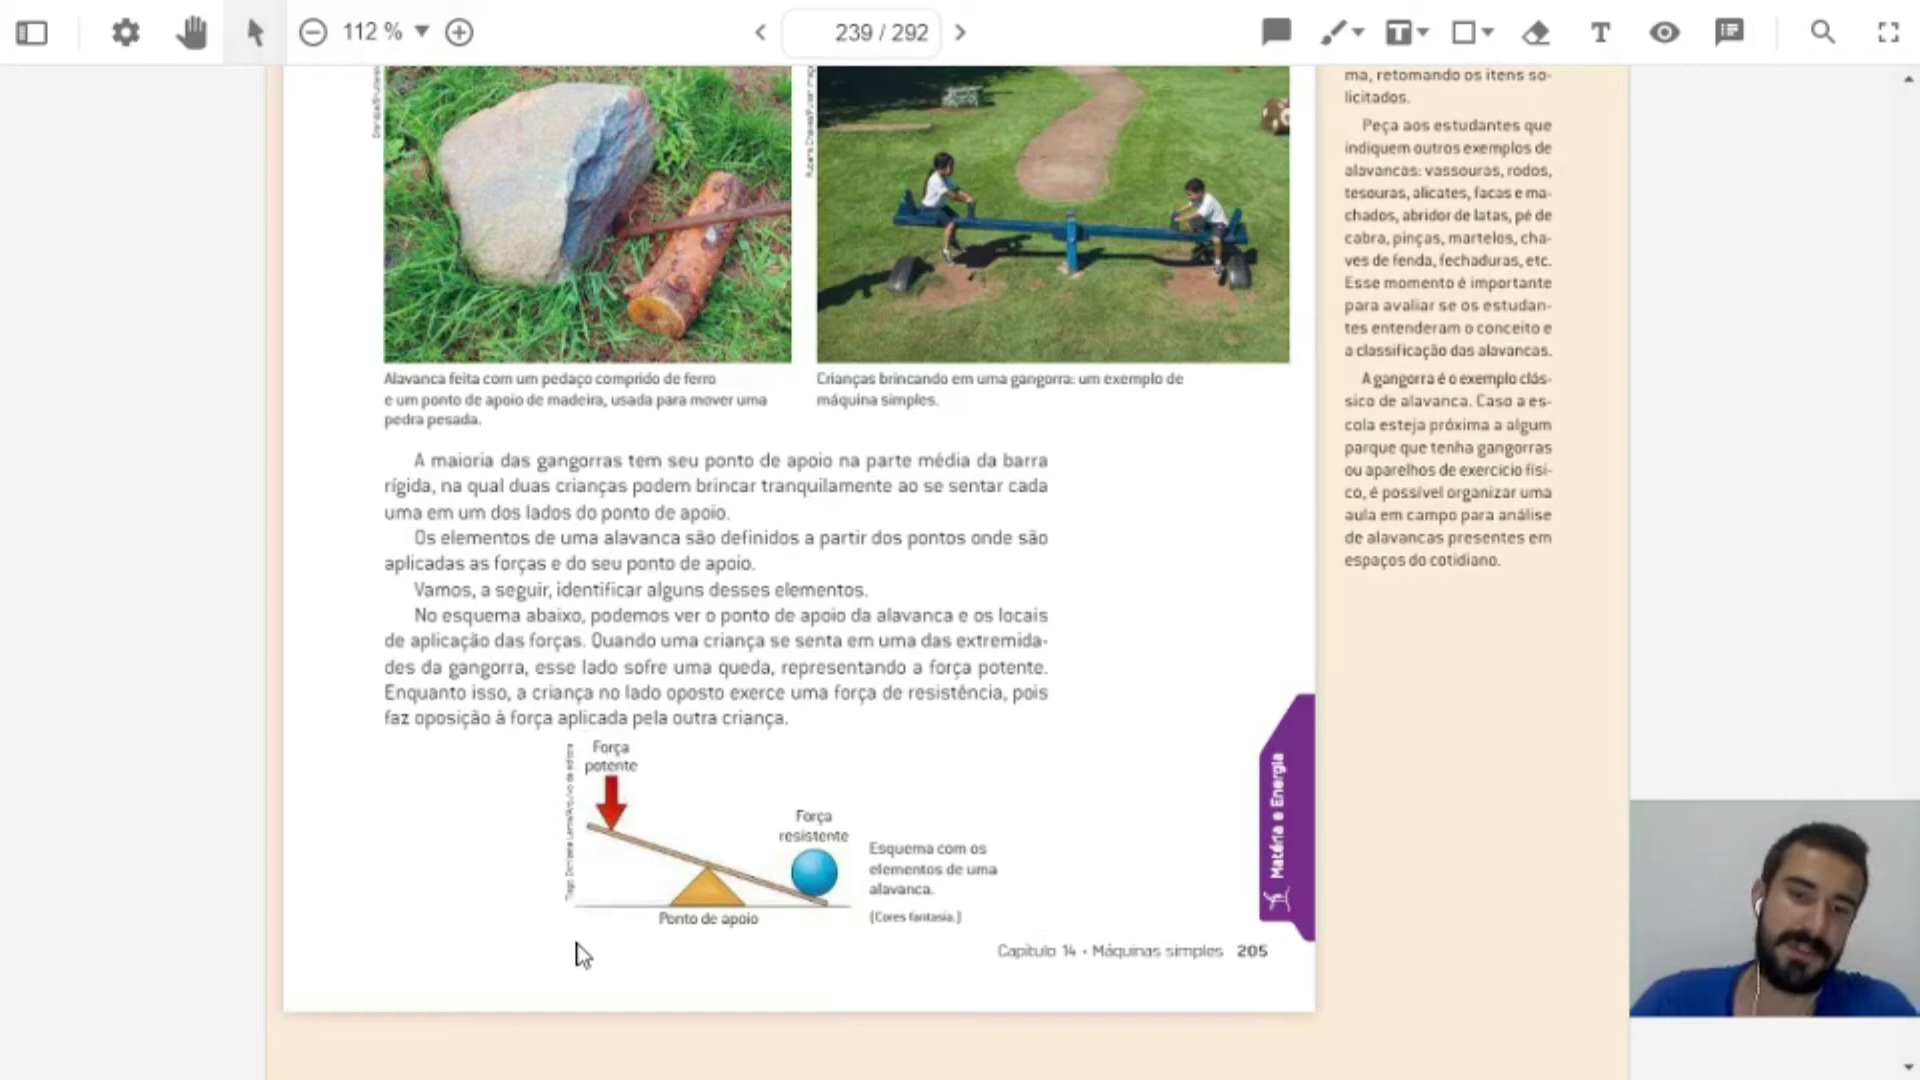 112 %
239 / 292
Alavanca feita com um pedaço comprido de ferro
e um ponto de apoio de madeira, usada para mover uma
pedra pesada.
Crianças brincando em uma gangorra: um exemplo de
máquina simples.
A maioria das gangorras tem seu ponto de apoio na parte média da barra
rígida, na qual duas crianças podem brincar tranquilamente ao se sentar cada
uma em um dos lados do ponto de apoio.
Os elementos de uma alavanca são definidos a partir dos pontos onde são
aplicadas as forças e do seu ponto de apoio.
Vamos, a seguir, identificar alguns desses elementos.
No esquema abaixo, podemos ver o ponto de apoio da alavanca e os locais
de aplicação das forças. Quando uma criança se senta em uma das extremida-
des da gangorra, esse lado sofre uma queda, representando a força potente.
Enquanto isso, a criança no lado oposto exerce uma força de resistência, pois
faz oposição à força aplicada pela outra criança.
Força
potente
Força
resistente
Ponto de apoio
Esquema com os
elementos de uma
alavanca.
(Cores fantasia.)
Capítulo 14 • Máquinas simples 205
Matéria e Energia
ma, retomando os itens so-
licitados.
Peça aos estudantes que
indiquem outros exemplos de
alavancas: vassouras, rodos,
tesouras, alicates, facas e ma-
chados, abridor de latas, pé de
cabra, pinças, martelos, cha-
ves de fenda, fechaduras, etc.
Esse momento é importante
para avaliar se os estudan-
tes entenderam o conceito e
a classificação das alavancas.
A gangorra é o exemplo clás-
sico de alavanca. Caso a es-
cola esteja próxima a algum
parque que tenha gangorras
ou aparelhos de exercício físi-
co, é possível organizar uma
aula em campo para análise
de alavancas presentes em
espaços do cotidiano.